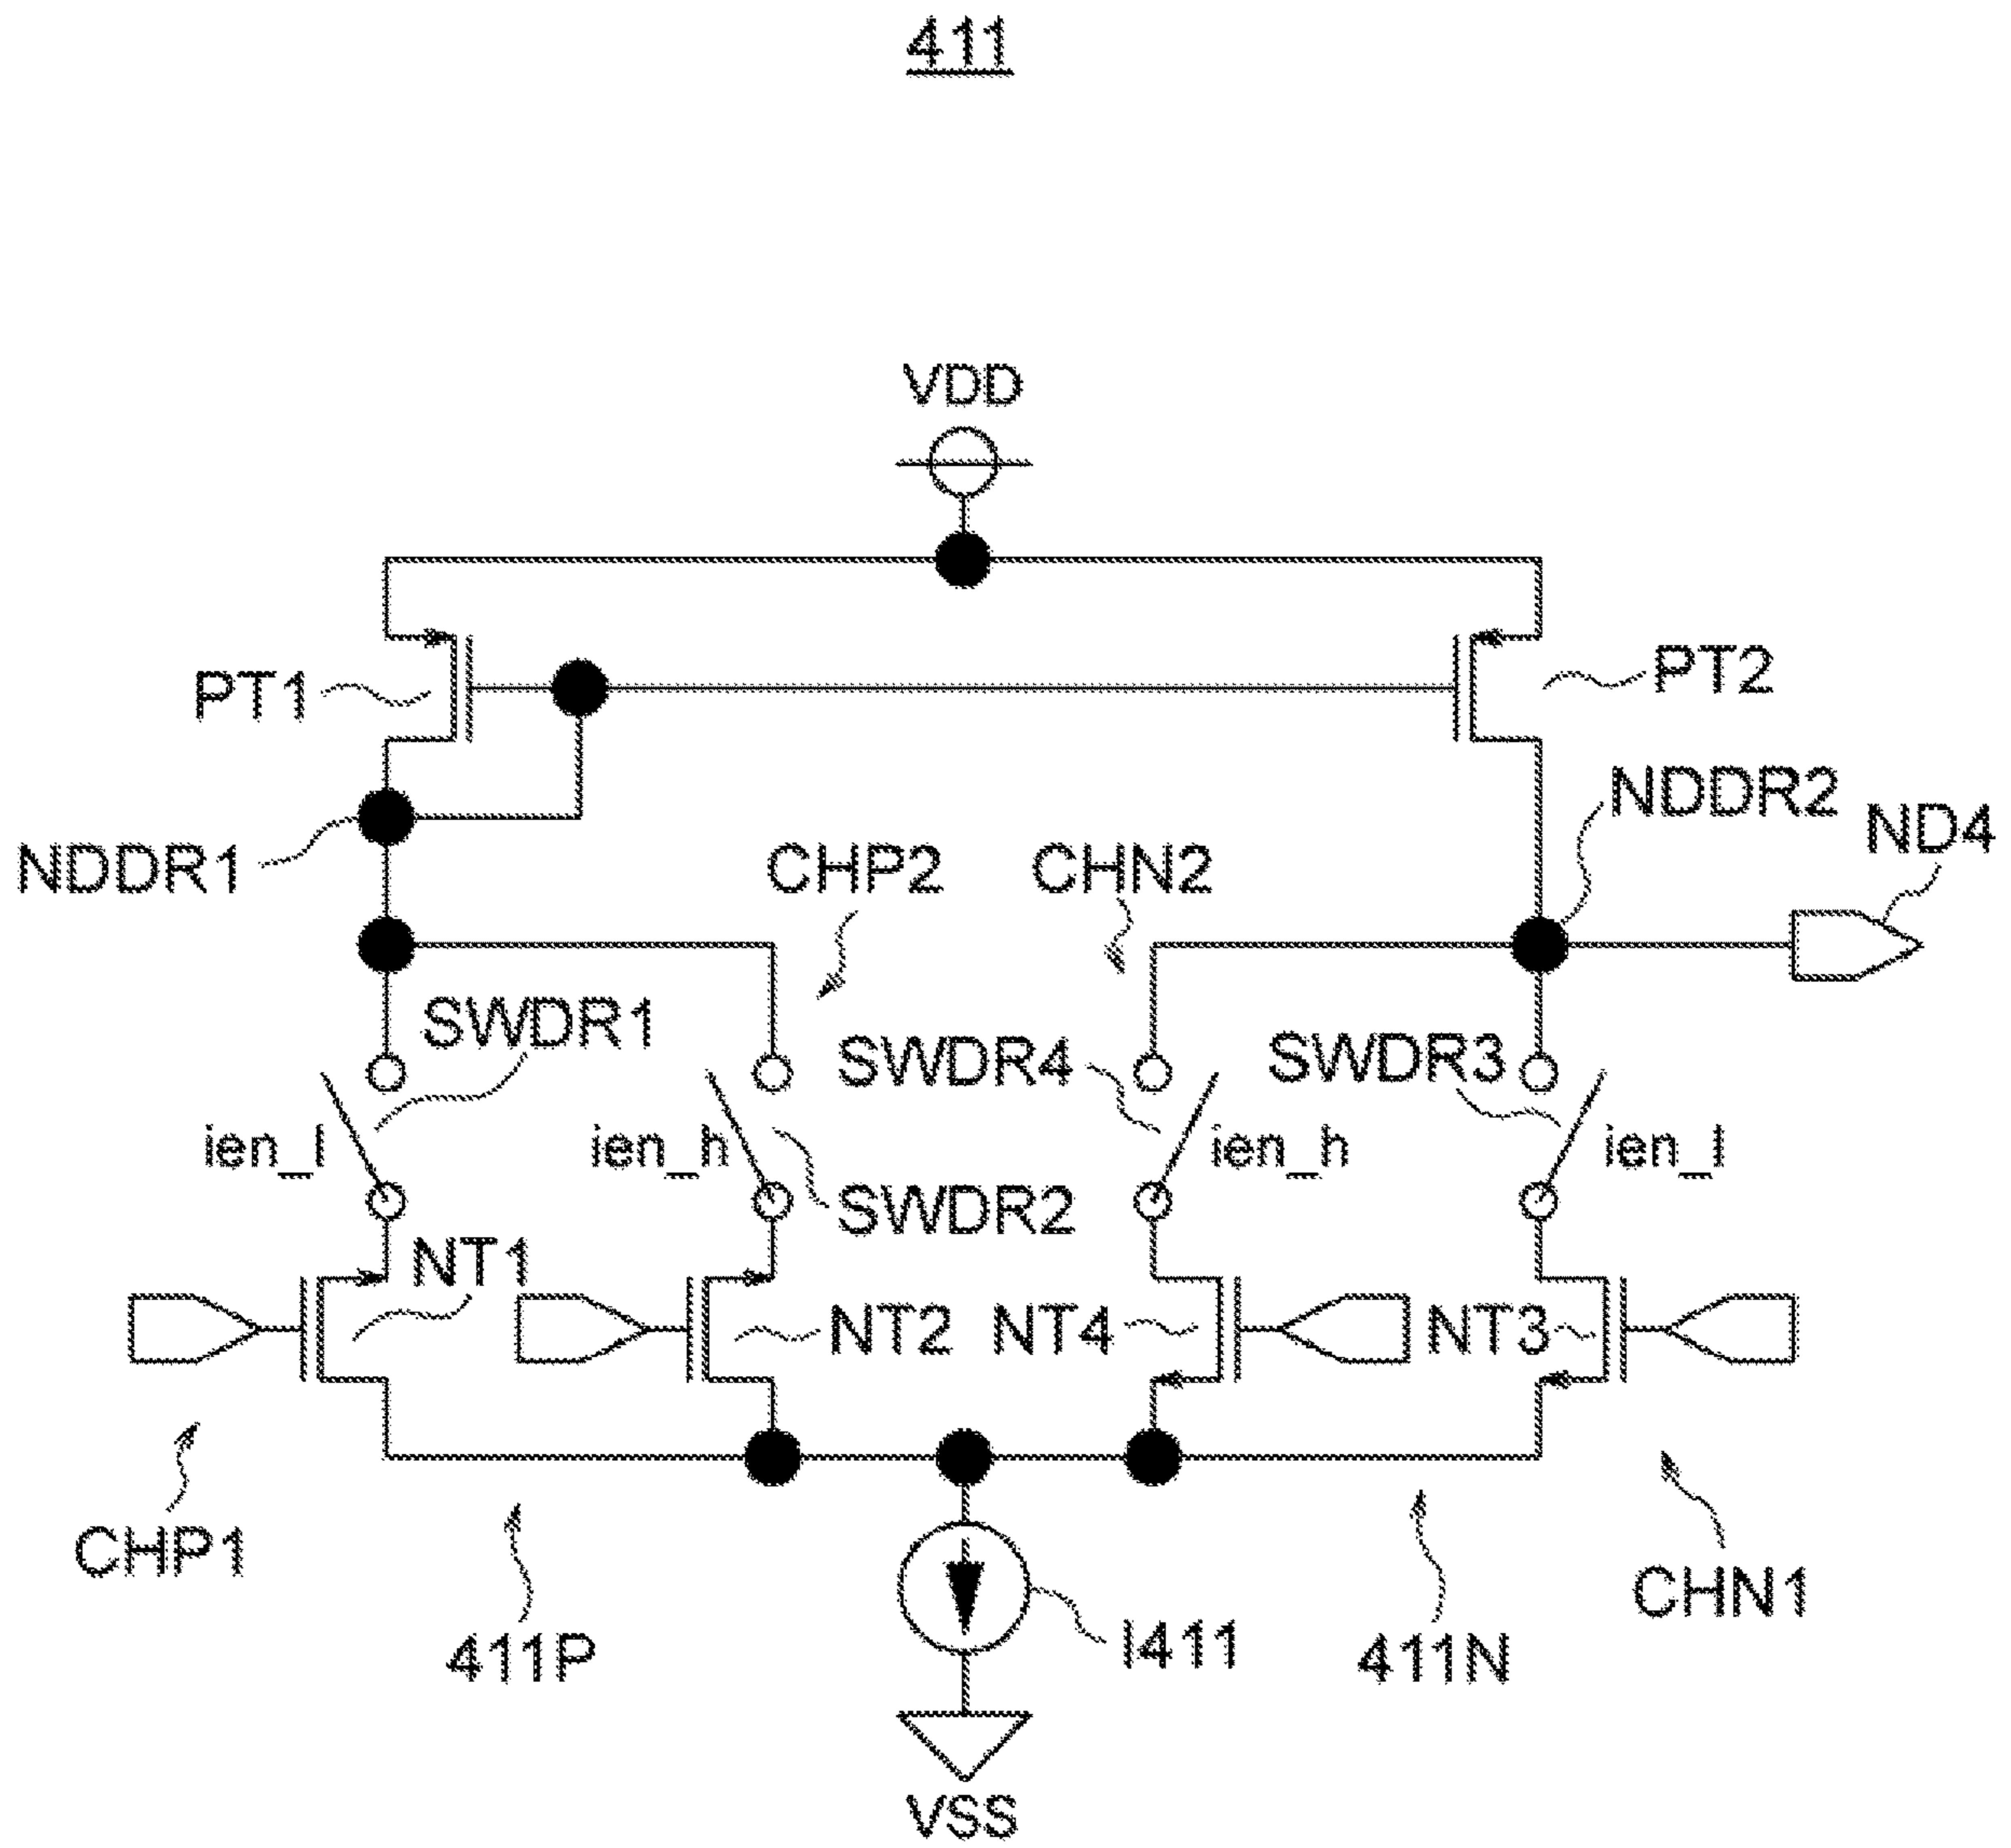 411
VDD
PT1
PT2
NDDR1
NDDR2
ND4
CHP2
CHN2
SWDR1
SWDR4
SWDR3
ien_l
ien_h
ien_h
ien_l
SWDR2
NT1
NT2
NT4
NT3
CHP1
CHN1
411P
I411
411N
VSS